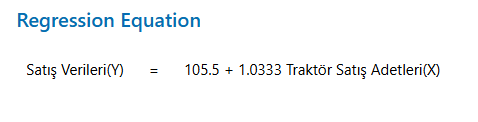 Regression Equation
Satış Verileri(Y) = 105.5 + 1.0333 Traktör Satış Adetleri(X)